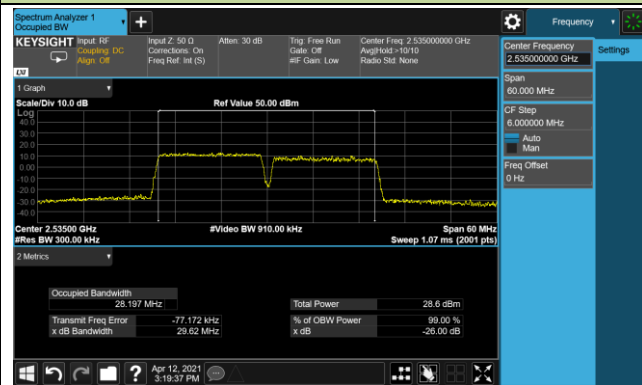 Spectrum Analyzer 1
Occupied BW
Frequency
KEYSIGHT
Input: RF
Coupling: DC
Align: Off
Input Z: 50 Ω
Corrections: On
Freq Ref: Int (S)
Atten: 30 dB
Trig: Free Run
Gate: Off
#IF Gain: Low
Center Freq: 2.535000000 GHz
Avg|Hold:>10/10
Radio Std: None
LXI
Center Frequency
2.535000000 GHz
Settings
Span
60.000 MHz
CF Step
6.000000 MHz
Auto
Man
Freq Offset
0 Hz
1 Graph
Scale/Div 10.0 dB
Ref Value 50.00 dBm
Log
40.0
30.0
20.0
10.0
0.00
-10.0
-20.0
-30.0
-40.0
Center 2.53500 GHz
#Video BW 910.00 kHz
Span 60 MHz
#Res BW 300.00 kHz
Sweep 1.07 ms (2001 pts)
2 Metrics
Occupied Bandwidth
28.197 MHz
Total Power
28.6 dBm
Transmit Freq Error
-77.172 kHz
% of OBW Power
99.00 %
x dB Bandwidth
29.62 MHz
x dB
-26.00 dB
Apr 12, 2021
3:19:37 PM